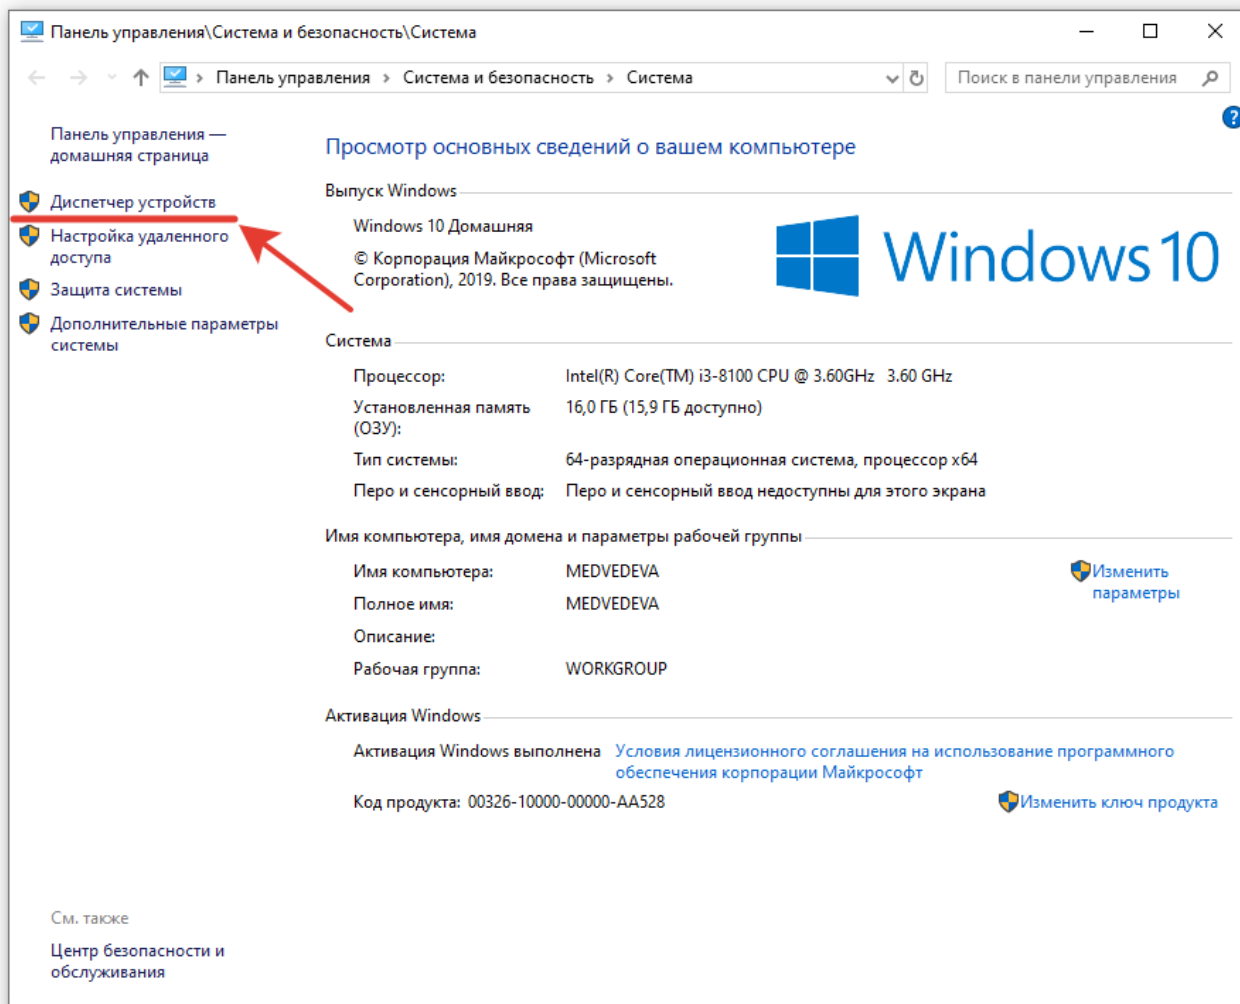 Панель управления\Система и безопасность\Система
Панель управления › Система и безопасность › Система
Поиск в панели управления
?
Панель управления —
домашняя страница
Диспетчер устройств
Настройка удаленного
доступа
Защита системы
Дополнительные параметры
системы
Просмотр основных сведений о вашем компьютере
Выпуск Windows
Windows 10 Домашняя
© Корпорация Майкрософт (Microsoft
Corporation), 2019. Все права защищены.
Windows 10
Система
Процессор: Intel(R) Core(TM) i3-8100 CPU @ 3.60GHz 3.60 GHz
Установленная память 16,0 ГБ (15,9 ГБ доступно)
(ОЗУ):
Тип системы: 64-разрядная операционная система, процессор x64
Перо и сенсорный ввод: Перо и сенсорный ввод недоступны для этого экрана
Имя компьютера, имя домена и параметры рабочей группы
Имя компьютера: MEDVEDEVA
Изменить
параметры
Полное имя: MEDVEDEVA
Описание:
Рабочая группа: WORKGROUP
Активация Windows
Активация Windows выполнена Условия лицензионного соглашения на использование программного
обеспечения корпорации Майкрософт
Код продукта: 00326-10000-00000-AA528 Изменить ключ продукта
См. также
Центр безопасности и
обслуживания